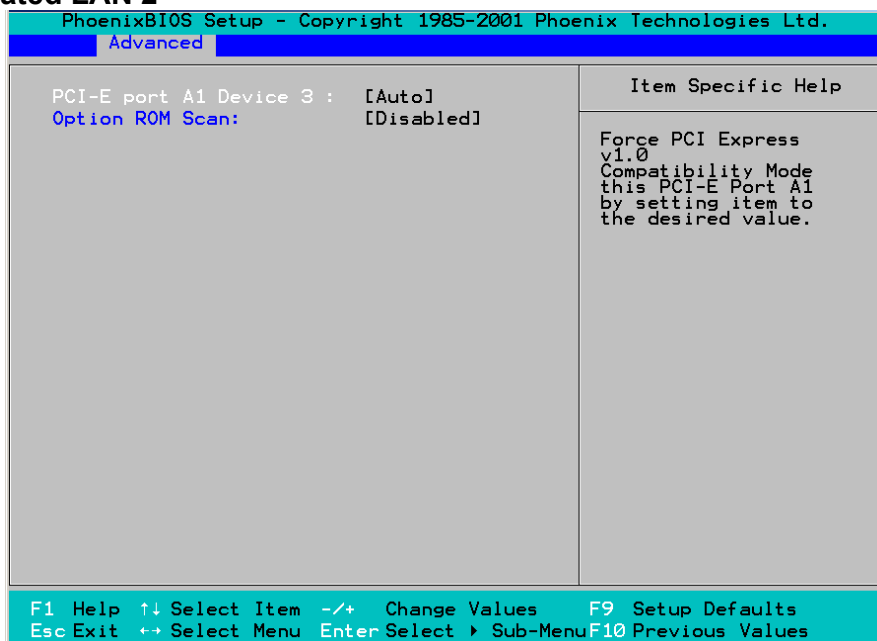 PhoenixBIOS Setup - Copyright 1985-2001 Phoenix Technologies Ltd.
Advanced
PCI-E port A1 Device 3 : [Auto]
Option ROM Scan: [Disabled]
Item Specific Help
Force PCI Express
v1.0
Compatibility Mode
this PCI-E Port A1
by setting item to
the desired value.
F1 Help ↑↓ Select Item -/+ Change Values F9 Setup Defaults
Esc Exit ←→ Select Menu Enter Select ▸ Sub-Menu F10 Previous Values